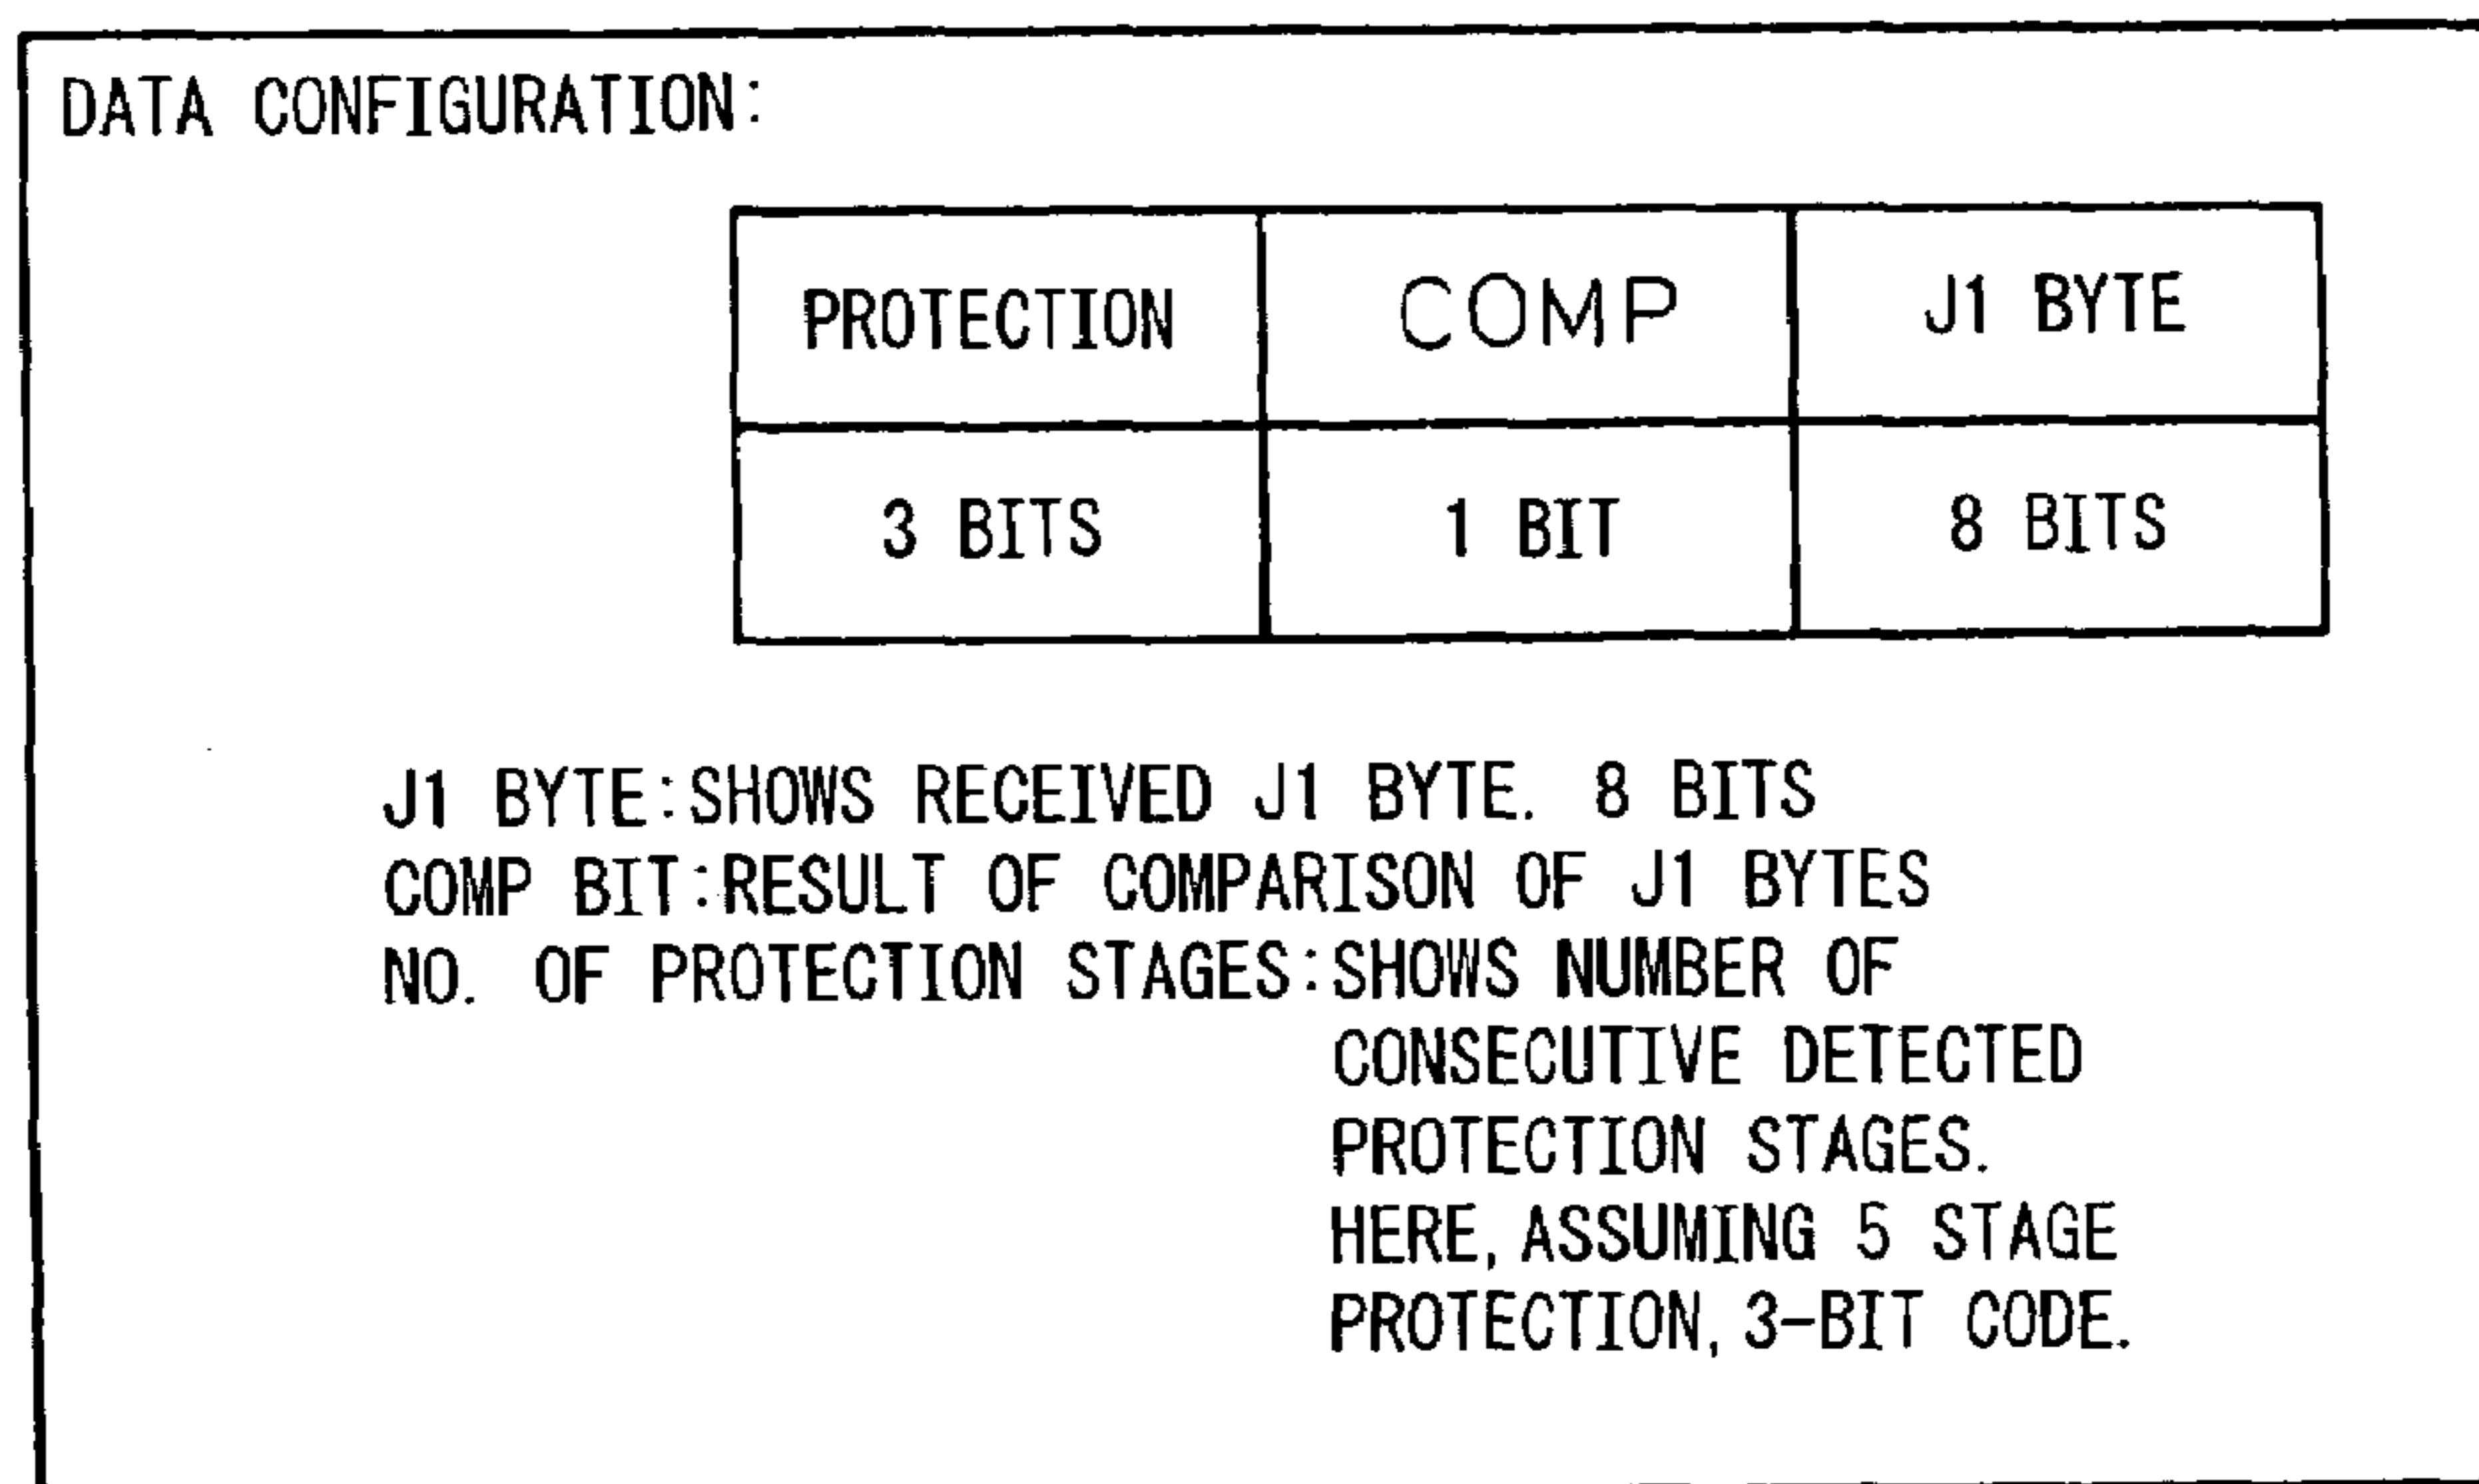 DATA CONFIGURATION:
PROTECTION COMP J1 BYTE
3 BITS 1 BIT 8 BITS
J1 BYTE:SHOWS RECEIVED J1 BYTE. 8 BITS
COMP BIT:RESULT OF COMPARISON OF J1 BYTES
NO. OF PROTECTION STAGES:SHOWS NUMBER OF
CONSECUTIVE DETECTED
PROTECTION STAGES.
HERE, ASSUMING 5 STAGE
PROTECTION, 3-BIT CODE.